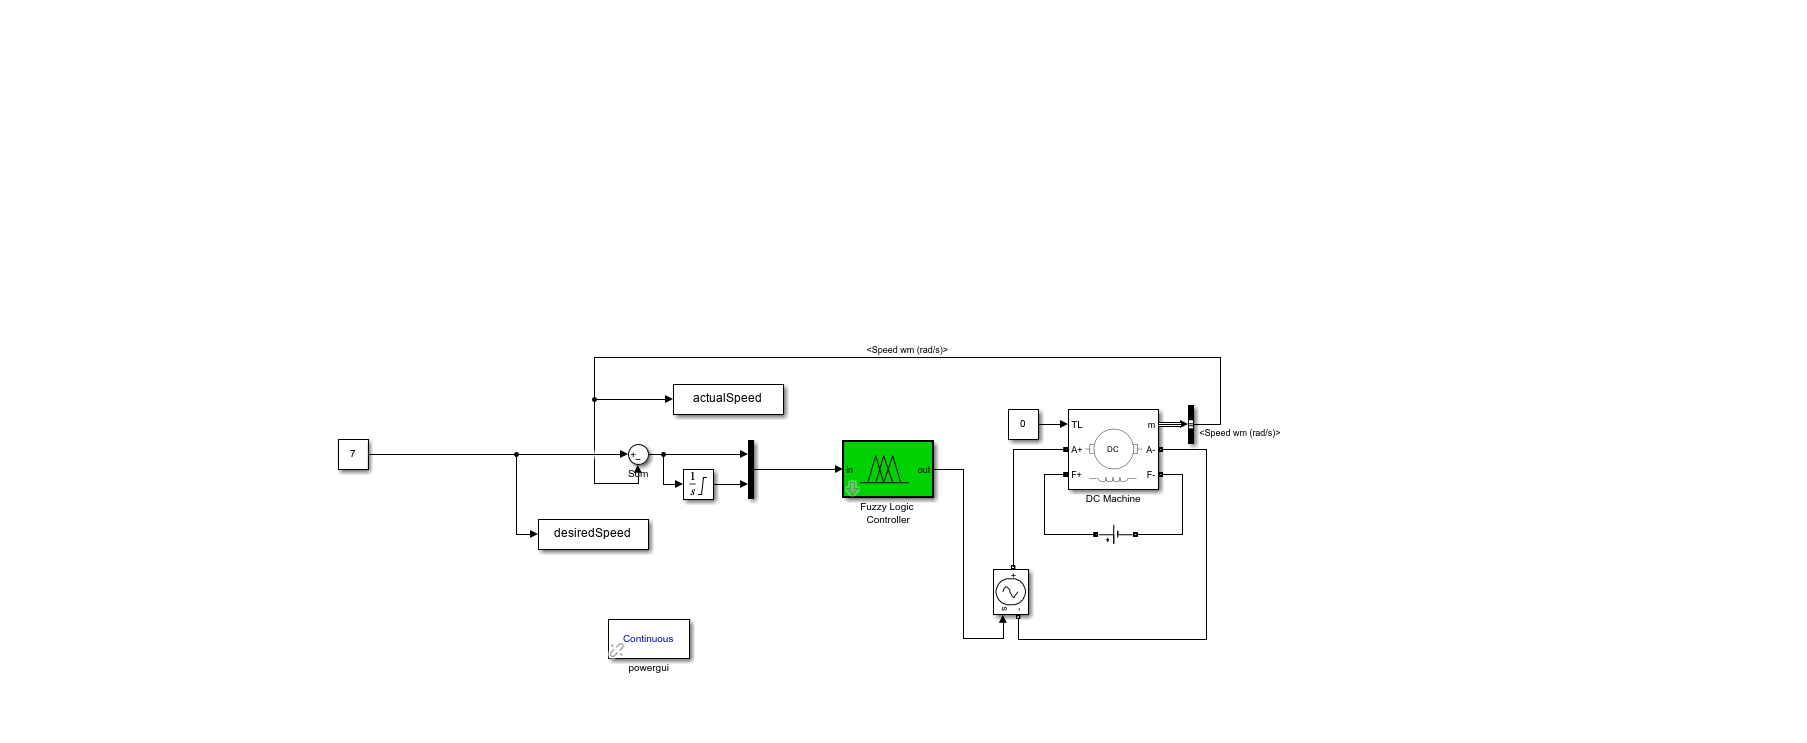 <Speed wm (rad/s)>
actualSpeed
0
TL
m
<Speed wm (rad/s)>
7
+
−
Sum
A+
DC
A-
1
s
in
out
F+
F-
DC Machine
Fuzzy Logic
Controller
desiredSpeed
+
+
s
-
Continuous
powergui